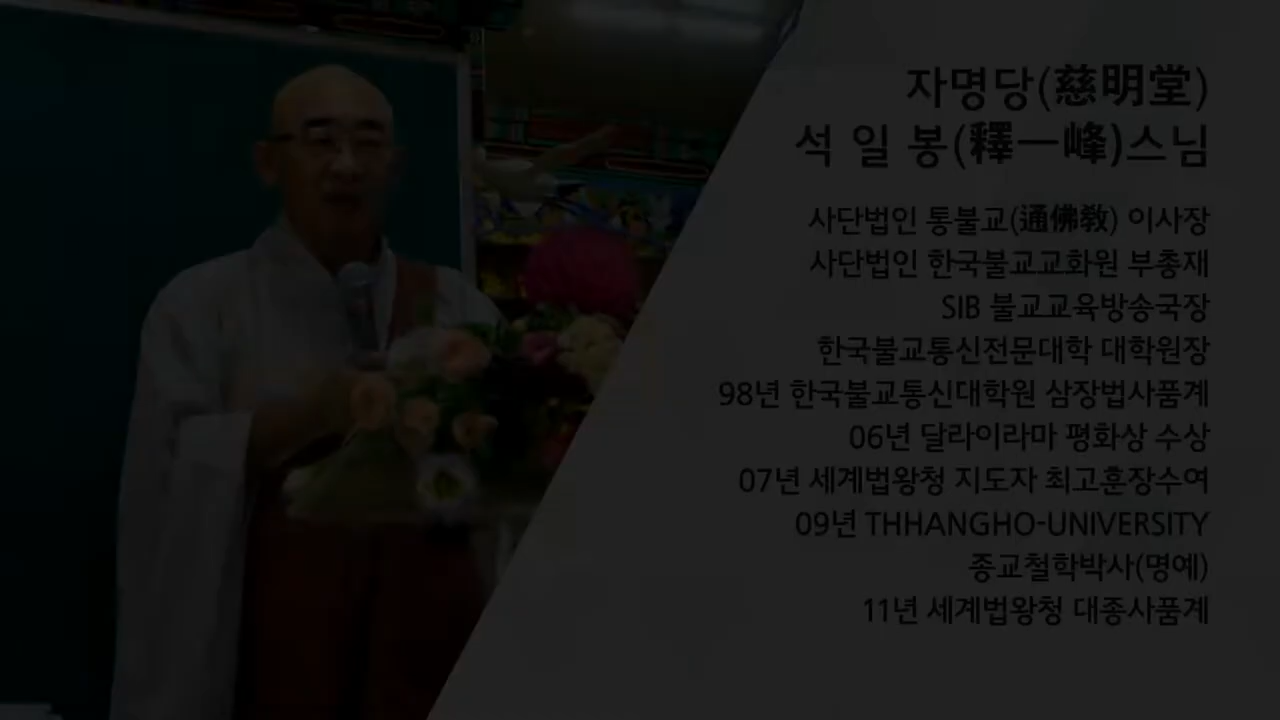 자명당(慈明堂)
석 일 봉(釋一峰)스님
사단법인 통불교(通佛敎) 이사장
사단법인 한국불교교화원 부총재
SIB 불교교육방송국장
한국불교통신전문대학 대학원장
98년 한국불교통신대학원 삼장법사품계
06년 달라이라마 평화상 수상
07년 세계법왕청 지도자 최고훈장수여
09년 THHANGHO-UNIVERSITY
종교철학박사(명예)
11년 세계법왕청 대종사품계